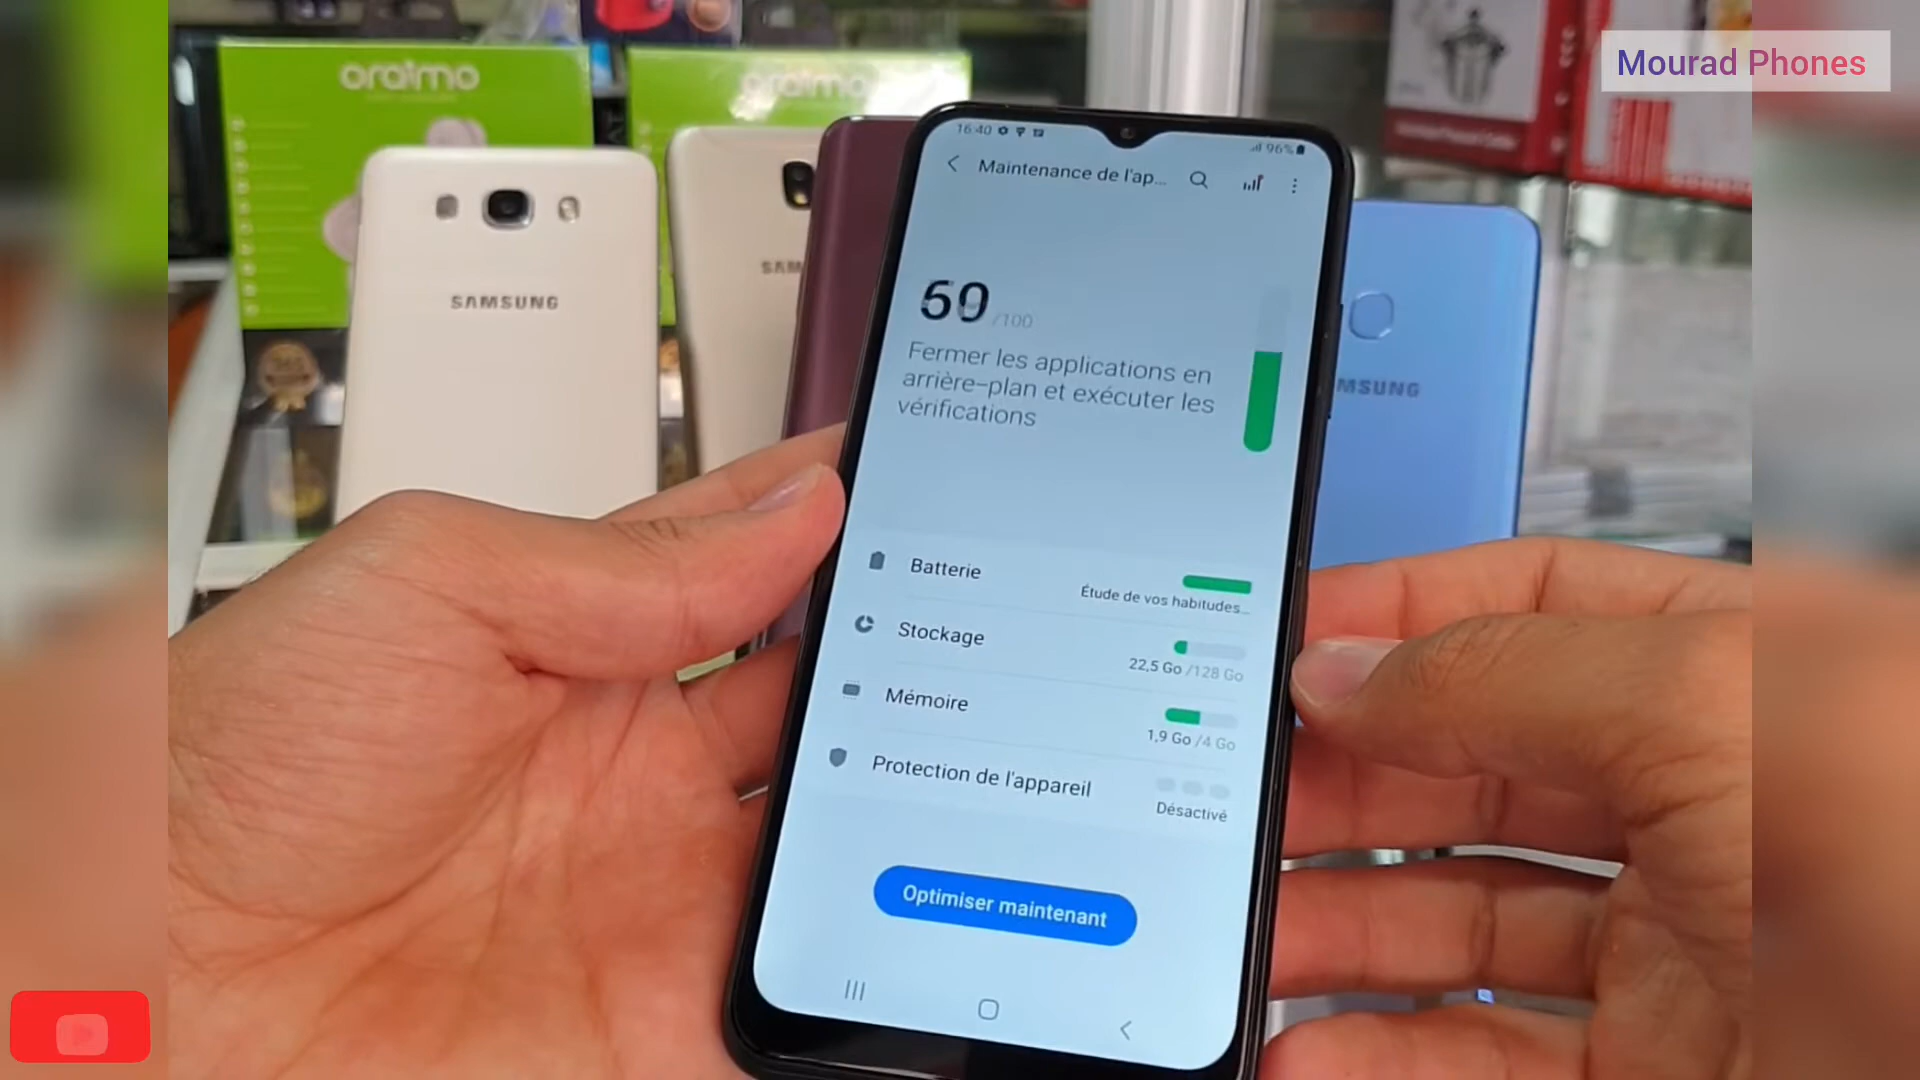 Mourad Phones
oraimo
oraimo
SAMSUNG
SAM
MSUNG
16:40
96%
Maintenance de l'ap...
/100
Fermer les applications en
arrière-plan et exécuter les
vérifications
Batterie
Étude de vos habitudes...
Stockage
22,5 Go /128 Go
Mémoire
1,9 Go /4 Go
Protection de l'appareil
Désactivé
Optimiser maintenant